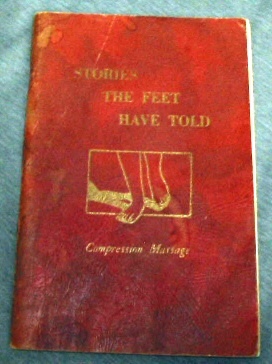 STORIES
THE FEET
HAVE TOLD
Compression Massage